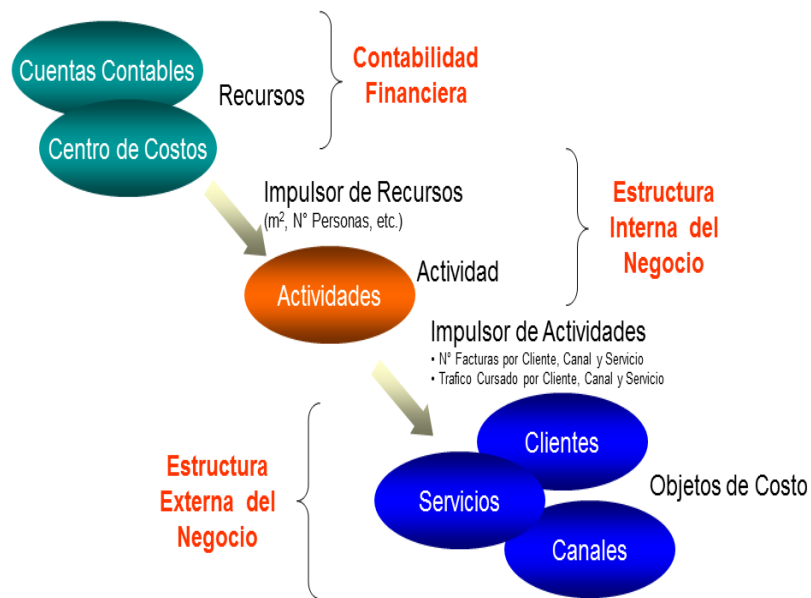 Cuentas Contables
Centro de Costos
Recursos
Contabilidad
Financiera
Impulsor de Recursos
(m², N° Personas, etc.)
Estructura
Interna del
Negocio
Actividades
Actividad
Impulsor de Actividades
• N° Facturas por Cliente, Canal y Servicio
• Trafico Cursado por Cliente, Canal y Servicio
Estructura
Externa del
Negocio
Clientes
Servicios
Canales
Objetos de Costo